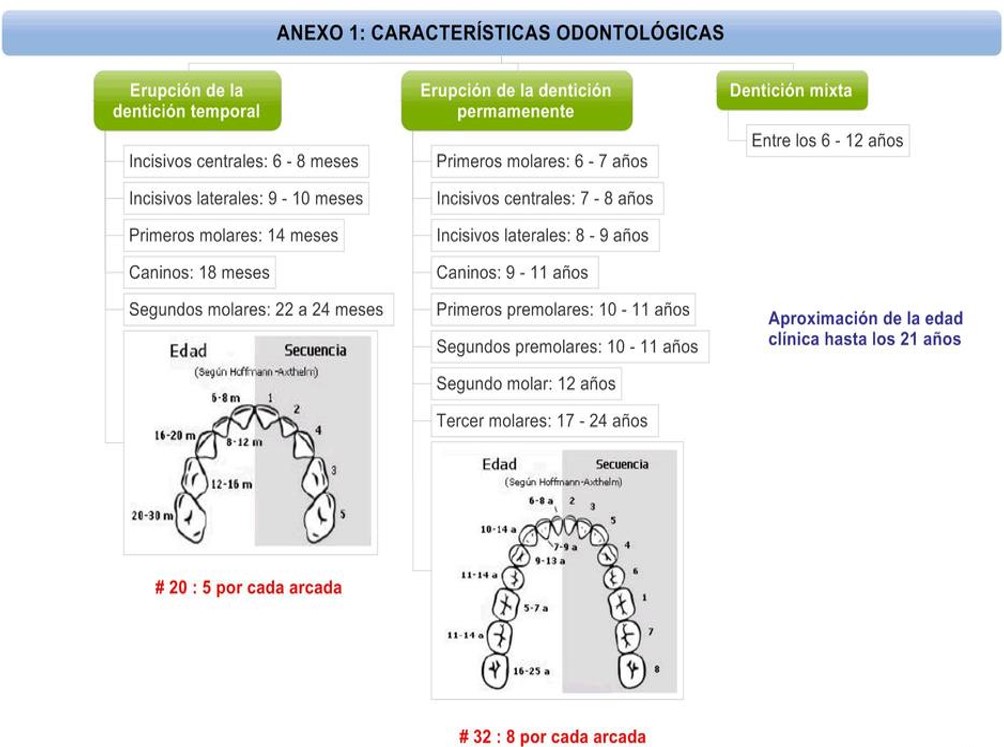 ANEXO 1: CARACTERÍSTICAS ODONTOLÓGICAS
Erupción de la
dentición temporal
Incisivos centrales: 6 - 8 meses
Incisivos laterales: 9 - 10 meses
Primeros molares: 14 meses
Caninos: 18 meses
Segundos molares: 22 a 24 meses
Edad
Secuencia
(Según Hoffmann-Axthelm)
6-8 m
1
2
16-20 m
8-12 m
4
12-16 m
3
20-30 m
5
# 20 : 5 por cada arcada
Erupción de la dentición
permamenente
Primeros molares: 6 - 7 años
Incisivos centrales: 7 - 8 años
Incisivos laterales: 8 - 9 años
Caninos: 9 - 11 años
Primeros premolares: 10 - 11 años
Segundos premolares: 10 - 11 años
Segundo molar: 12 años
Tercer molares: 17 - 24 años
Edad
Secuencia
(Según Hoffmann-Axthelm)
6-8 a
2
3
10-14 a
5
7-9 a
4
9-13 a
11-14 a
6
5-7 a
1
11-14 a
7
16-25 a
8
# 32 : 8 por cada arcada
Dentición mixta
Entre los 6 - 12 años
Aproximación de la edad
clínica hasta los 21 años